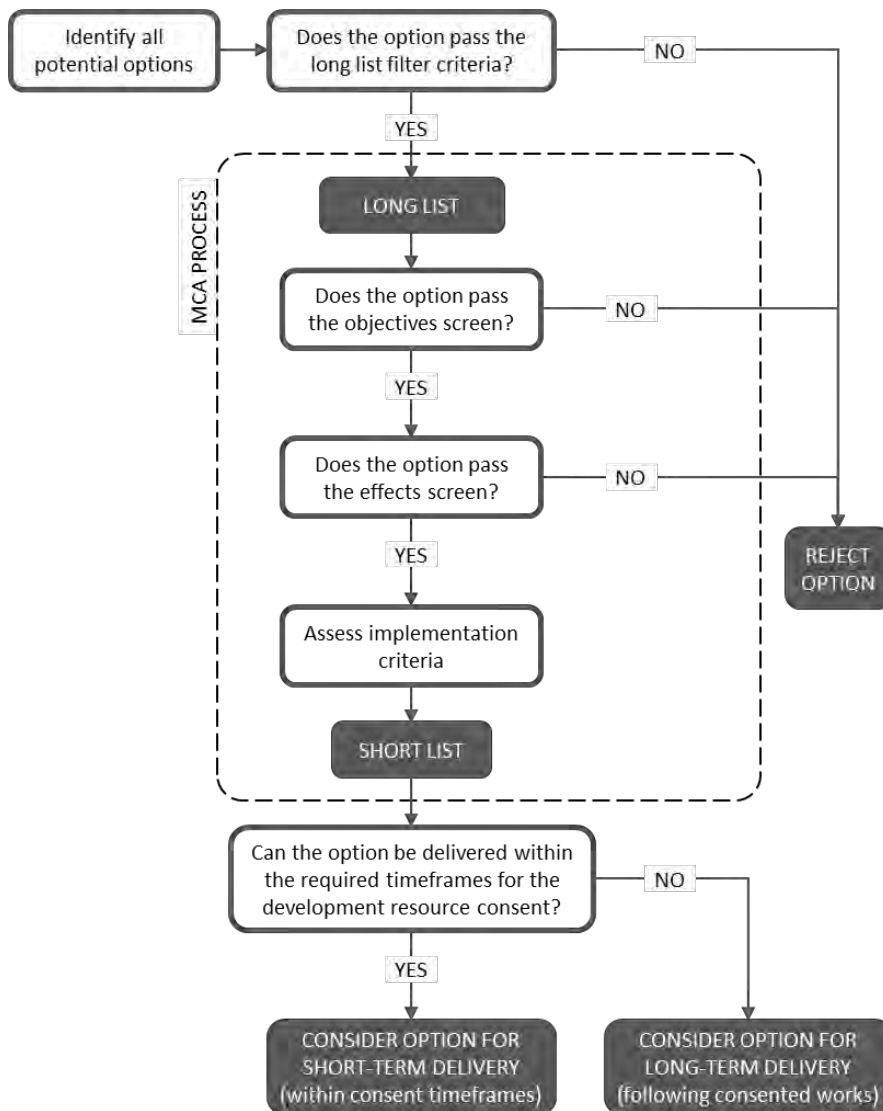 Identify all
potential options
Does the option pass the
long list filter criteria?
NO
YES
MCA PROCESS
LONG LIST
Does the option pass
the objectives screen?
NO
YES
Does the option pass
the effects screen?
NO
YES
REJECT
OPTION
Assess implementation
criteria
SHORT LIST
Can the option be delivered within
the required timeframes for the
development resource consent?
NO
YES
CONSIDER OPTION FOR
SHORT-TERM DELIVERY
(within consent timeframes)
CONSIDER OPTION FOR
LONG-TERM DELIVERY
(following consented works)